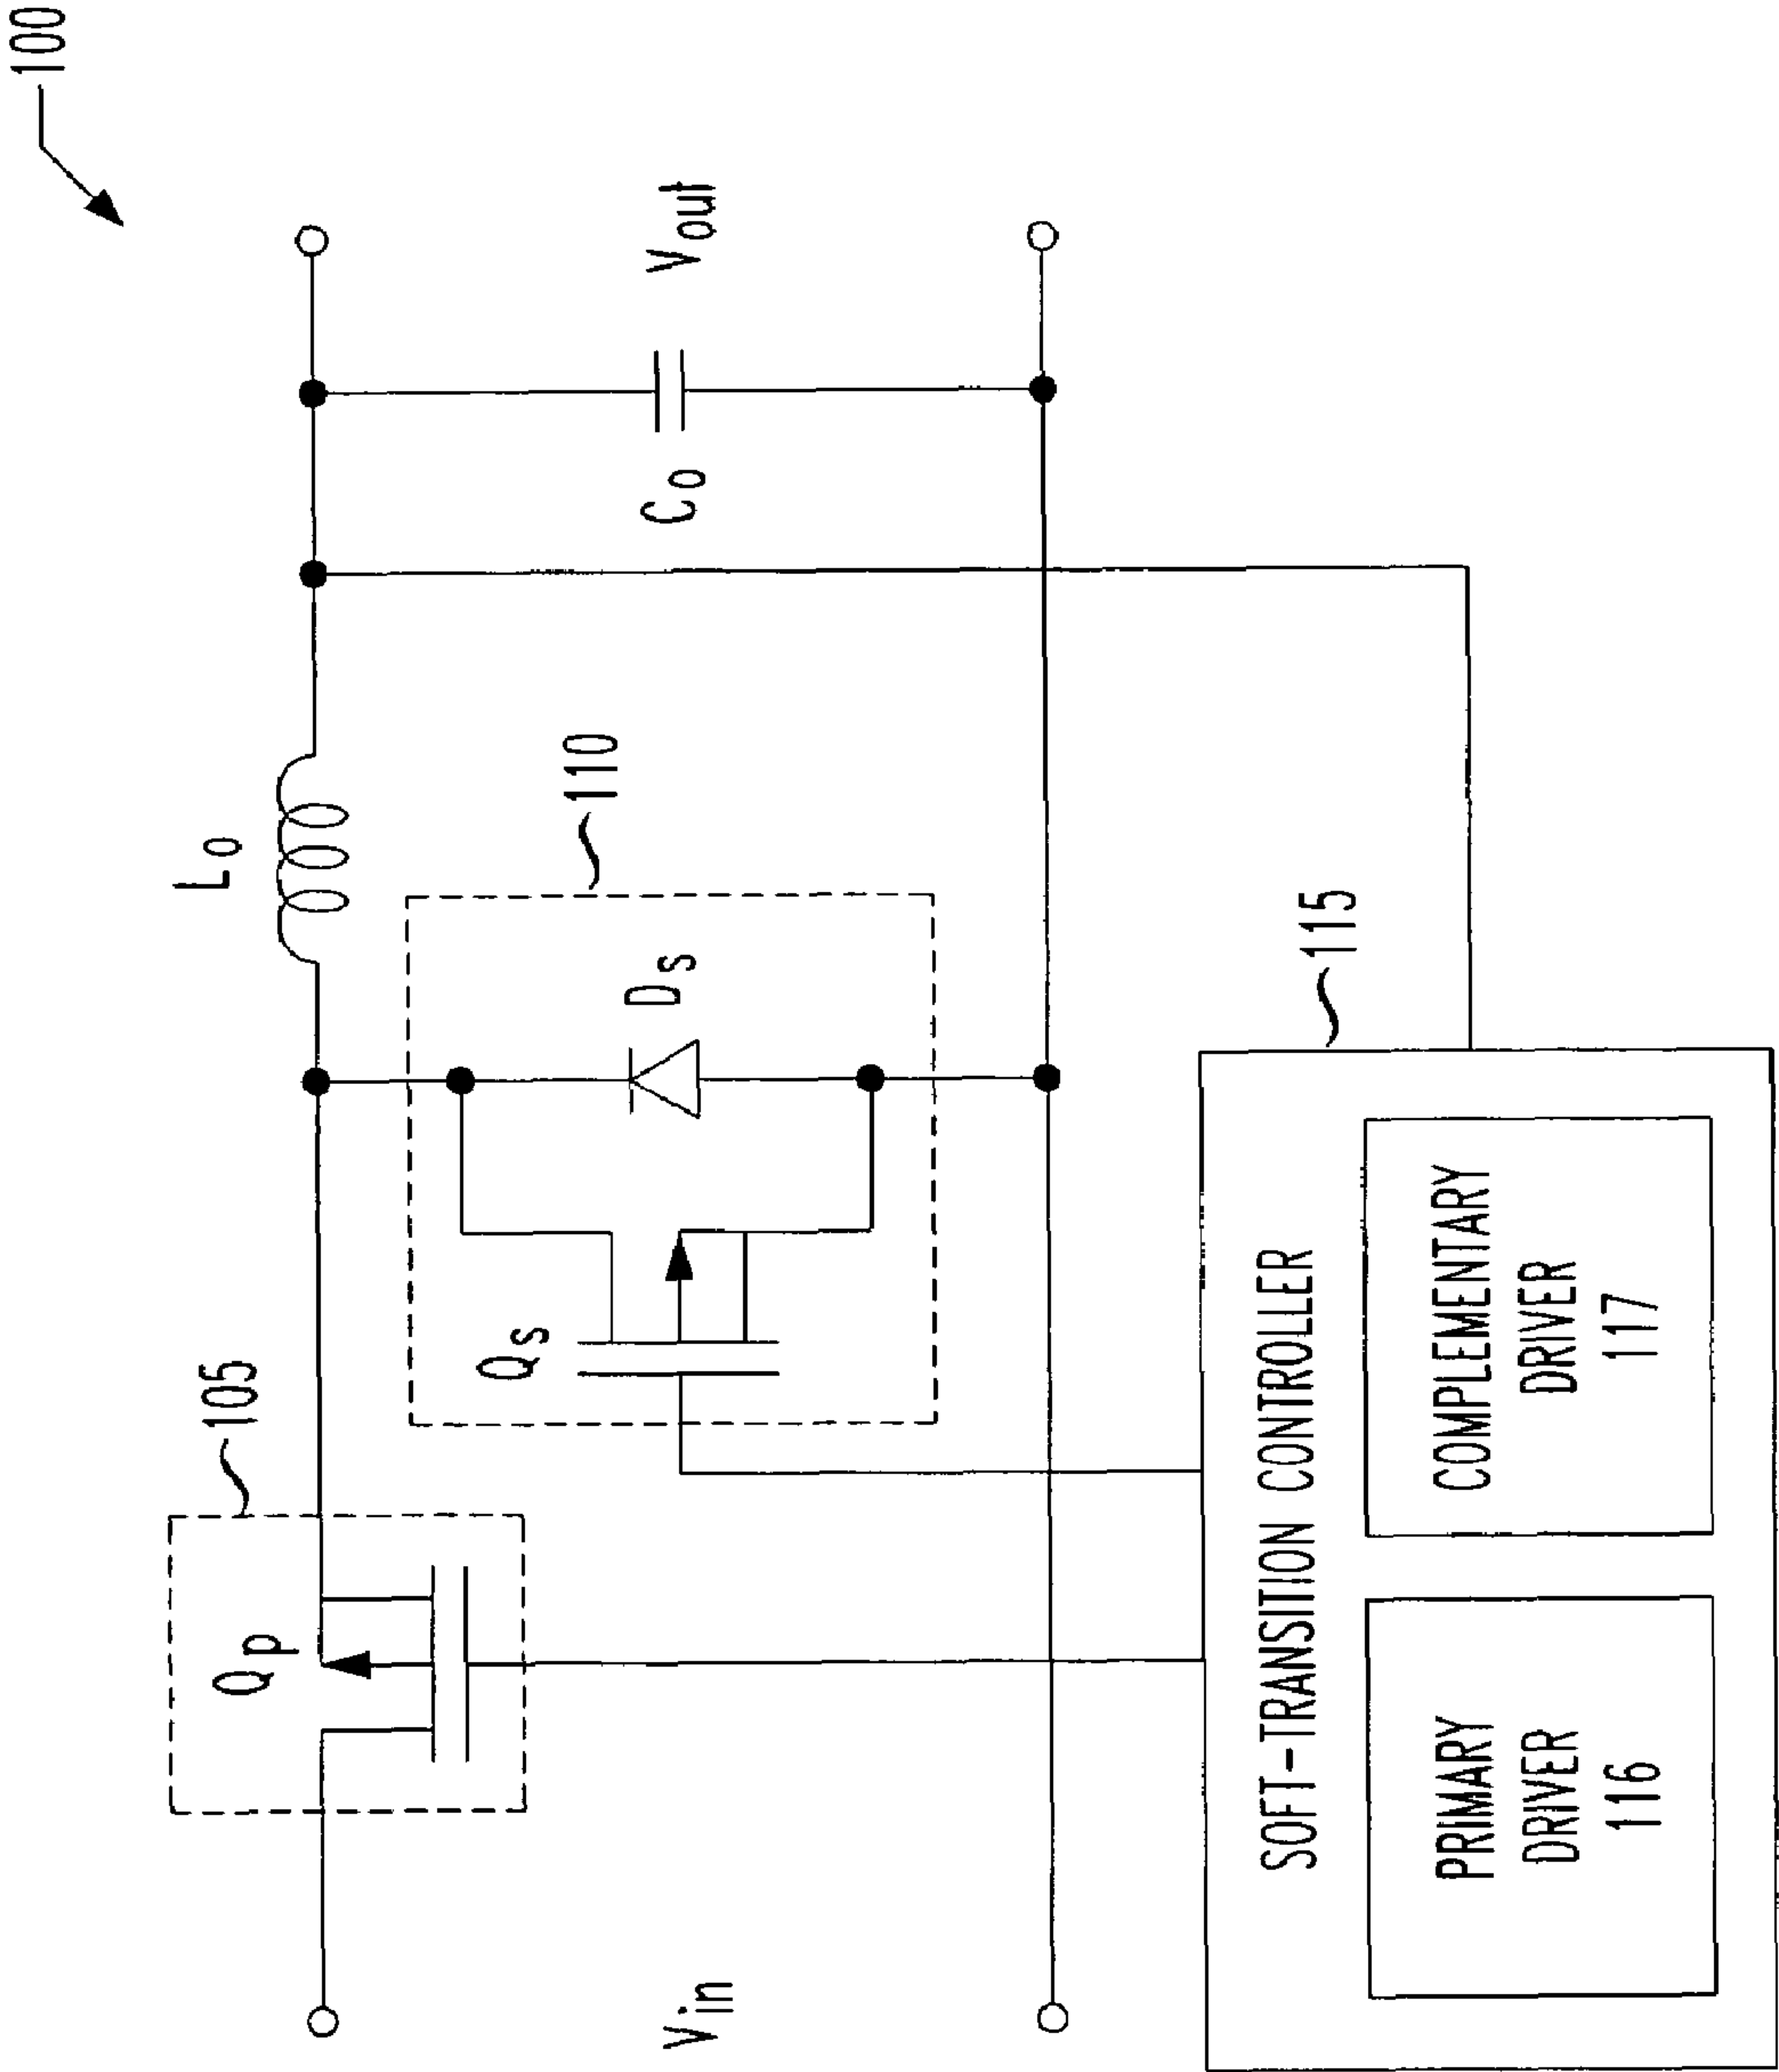 100
105
Qp
Lo
110
Qs
Ds
Co
Vin
Vout
115
SOFT-TRANSITION CONTROLLER
PRIMARY
DRIVER
116
COMPLEMENTARY
DRIVER
117